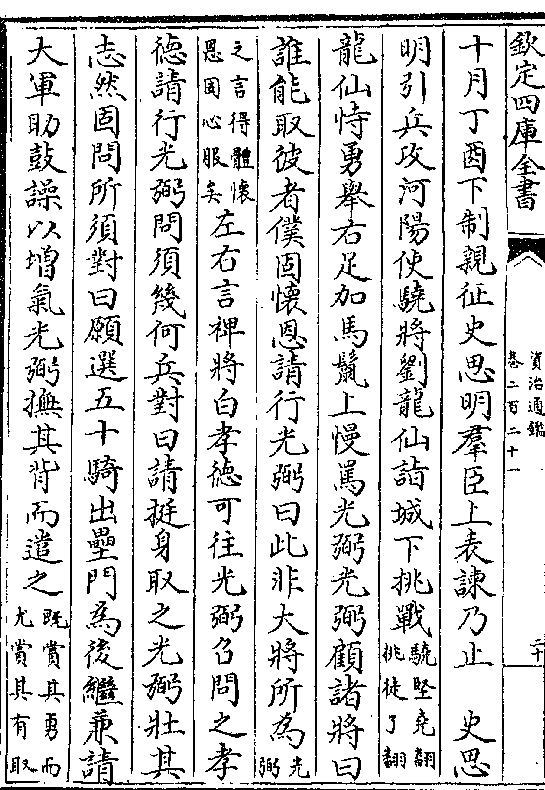 欽定四庫全書
資治通鑑
卷二百二十一
二十
十月丁酉下制親征史思明羣臣上表諫乃止　史思
明引兵攻河陽使驍將劉龍仙詣城下挑戰驍堅堯翻
挑徒了翻
龍仙恃勇舉右足加馬鬛上慢罵光弼光弼顧諸將曰
誰能取彼者僕固懷恩請行光弼曰此非大將所為光弼
之言得體懷
恩固心服矣左右言裨將白孝德可往光弼召問之孝
德請行光弼問須幾何兵對曰請挺身取之光弼壯其
志然固問所須對曰願選五十騎出壘門為後繼兼請
大軍助鼓譟以增氣光弼撫其背而遣之既賞其勇而
尤賞其有取